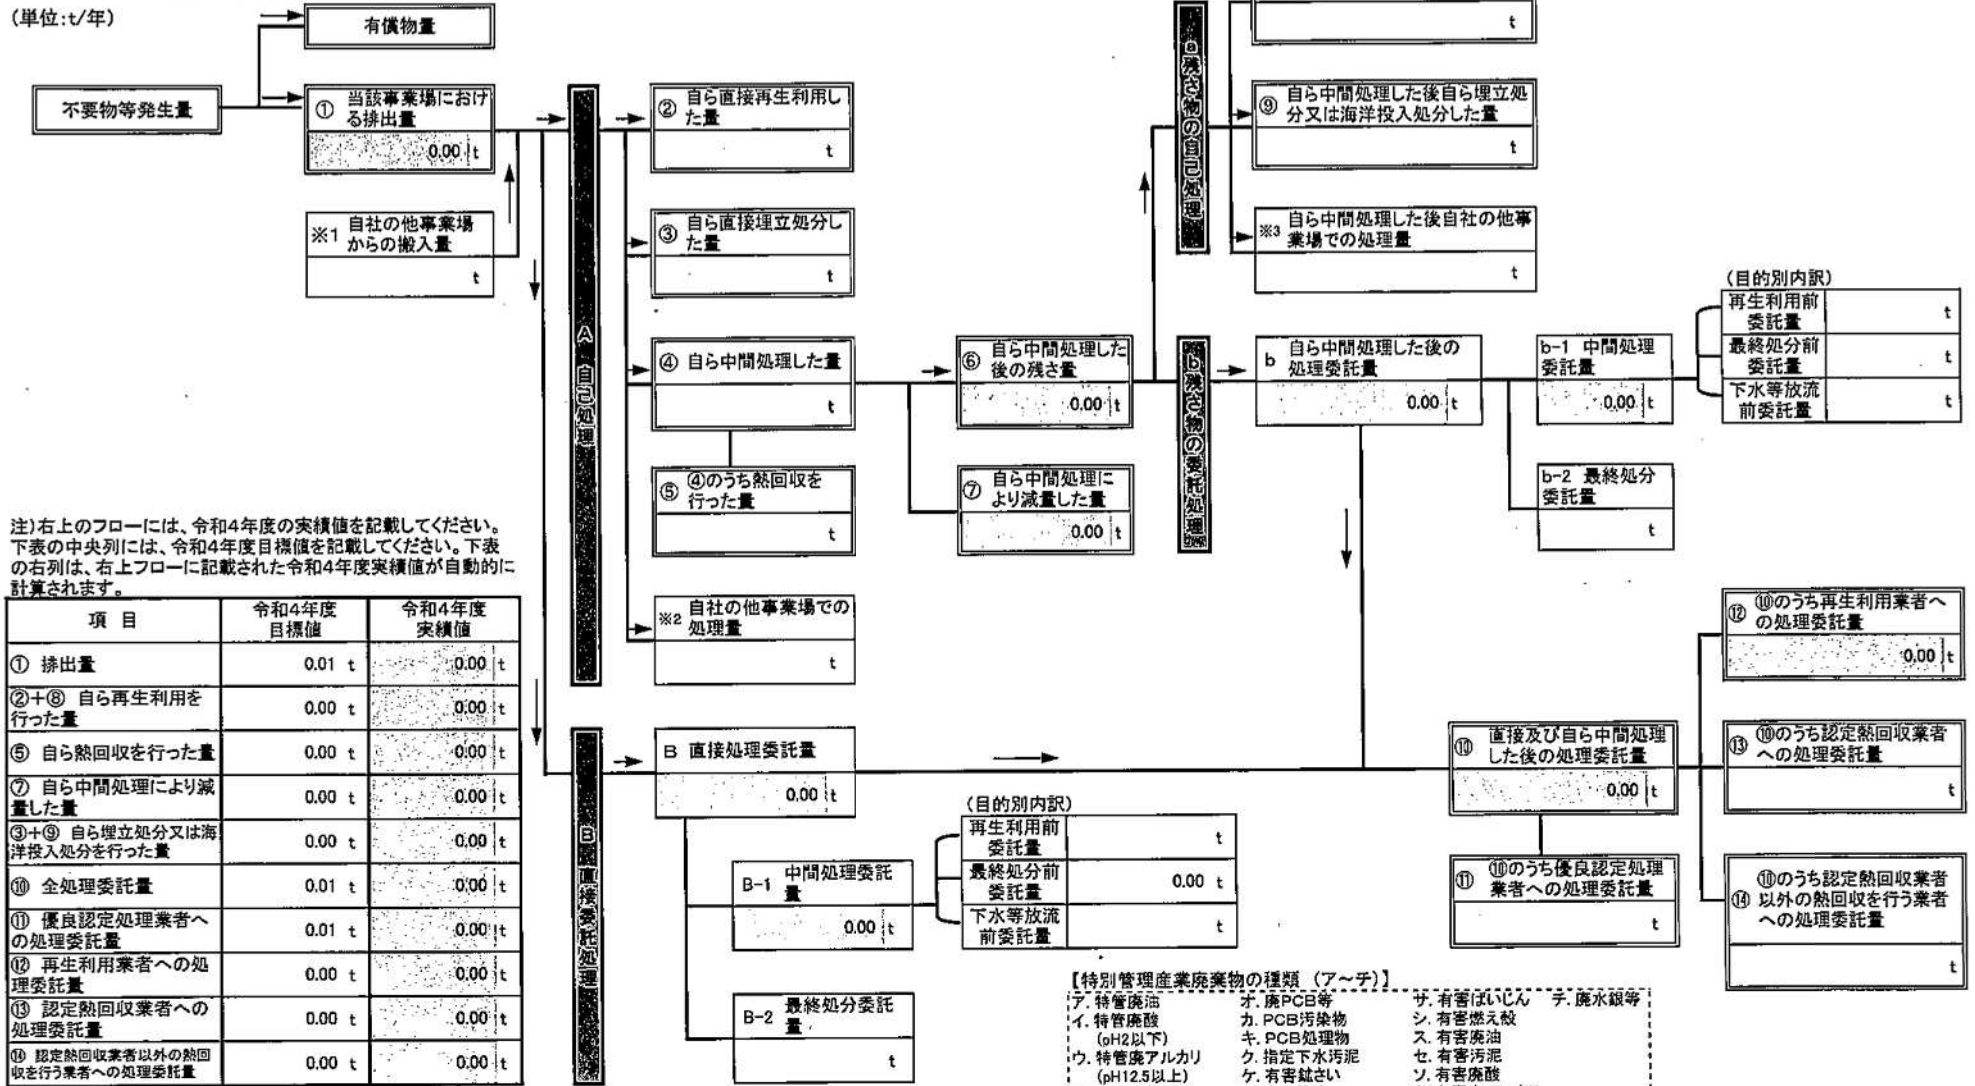 (単位:t/年)
有償物量
不要物等発生量
① 当該事業場におけ
る排出量
0.00 t
※1 自社の他事業場
からの搬入量
t
A 自己処理
② 自ら直接再生利用し
た量
t
③ 自ら直接埋立処分し
た量
t
④ 自ら中間処理した量
t
⑤ ④のうち熱回収を
行った量
t
※2 自社の他事業場での
処理量
t
⑥ 自ら中間処理した
後の残さ量
0.00 t
⑦ 自ら中間処理に
より減量した量
0.00 t
a残さ物の自己処理
t
⑨ 自ら中間処理した後自ら埋立処
分又は海洋投入処分した量
t
※3 自ら中間処理した後自社の他事
業場での処理量
t
b残さ物の委託処理
b 自ら中間処理した後の
処理委託量
0.00 t
b-1 中間処理
委託量
0.00 t
(目的別内訳)
再生利用前
委託量 t
最終処分前
委託量 t
下水等放流
前委託量 t
b-2 最終処分
委託量
t
注)右上のフローには、令和4年度の実績値を記載してください。
下表の中央列には、令和4年度目標値を記載してください。下表
の右列は、右上フローに記載された令和4年度実績値が自動的に
計算されます。
項 目 令和4年度
目標値 令和4年度
実績値
① 排出量 0.01 t 0.00 t
②+⑧ 自ら再生利用を
行った量 0.00 t 0.00 t
⑤ 自ら熱回収を行った量 0.00 t 0.00 t
⑦ 自ら中間処理により減
量した量 0.00 t 0.00 t
③+⑨ 自ら埋立処分又は海
洋投入処分を行った量 0.00 t 0.00 t
⑩ 全処理委託量 0.01 t 0.00 t
⑪ 優良認定処理業者へ
の処理委託量 0.01 t 0.00 t
⑫ 再生利用業者への処
理委託量 0.00 t 0.00 t
⑬ 認定熱回収業者への
処理委託量 0.00 t 0.00 t
⑭ 認定熱回収業者以外の熱回
収を行う業者への処理委託量 0.00 t 0.00 t
B 直接委託処理
B 直接処理委託量
0.00 t
B-1 中間処理委託
量
0.00 t
(目的別内訳)
再生利用前
委託量 t
最終処分前
委託量 0.00 t
下水等放流
前委託量 t
B-2 最終処分委託
量
t
⑩ 直接及び自ら中間処理
した後の処理委託量
0.00 t
⑪ ⑩のうち優良認定処理
業者への処理委託量
t
⑫ ⑩のうち再生利用業者へ
の処理委託量
0.00 t
⑬ ⑩のうち認定熱回収業者
への処理委託量
t
⑭ ⑩のうち認定熱回収業者
以外の熱回収を行う業者
への処理委託量
t
【特別管理産業廃棄物の種類 (ア~チ)】
ア. 特管廃油 オ. 廃PCB等 サ. 有害ばいじん チ. 廃水銀等
イ. 特管廃酸 カ. PCB汚染物 シ. 有害燃え殻
(pH2以下) キ. PCB処理物 ス. 有害廃油
ウ. 特管廃アルカリ ク. 指定下水汚泥 セ. 有害汚泥
(pH12.5以上) ケ. 有害鉱さい ソ. 有害廃酸